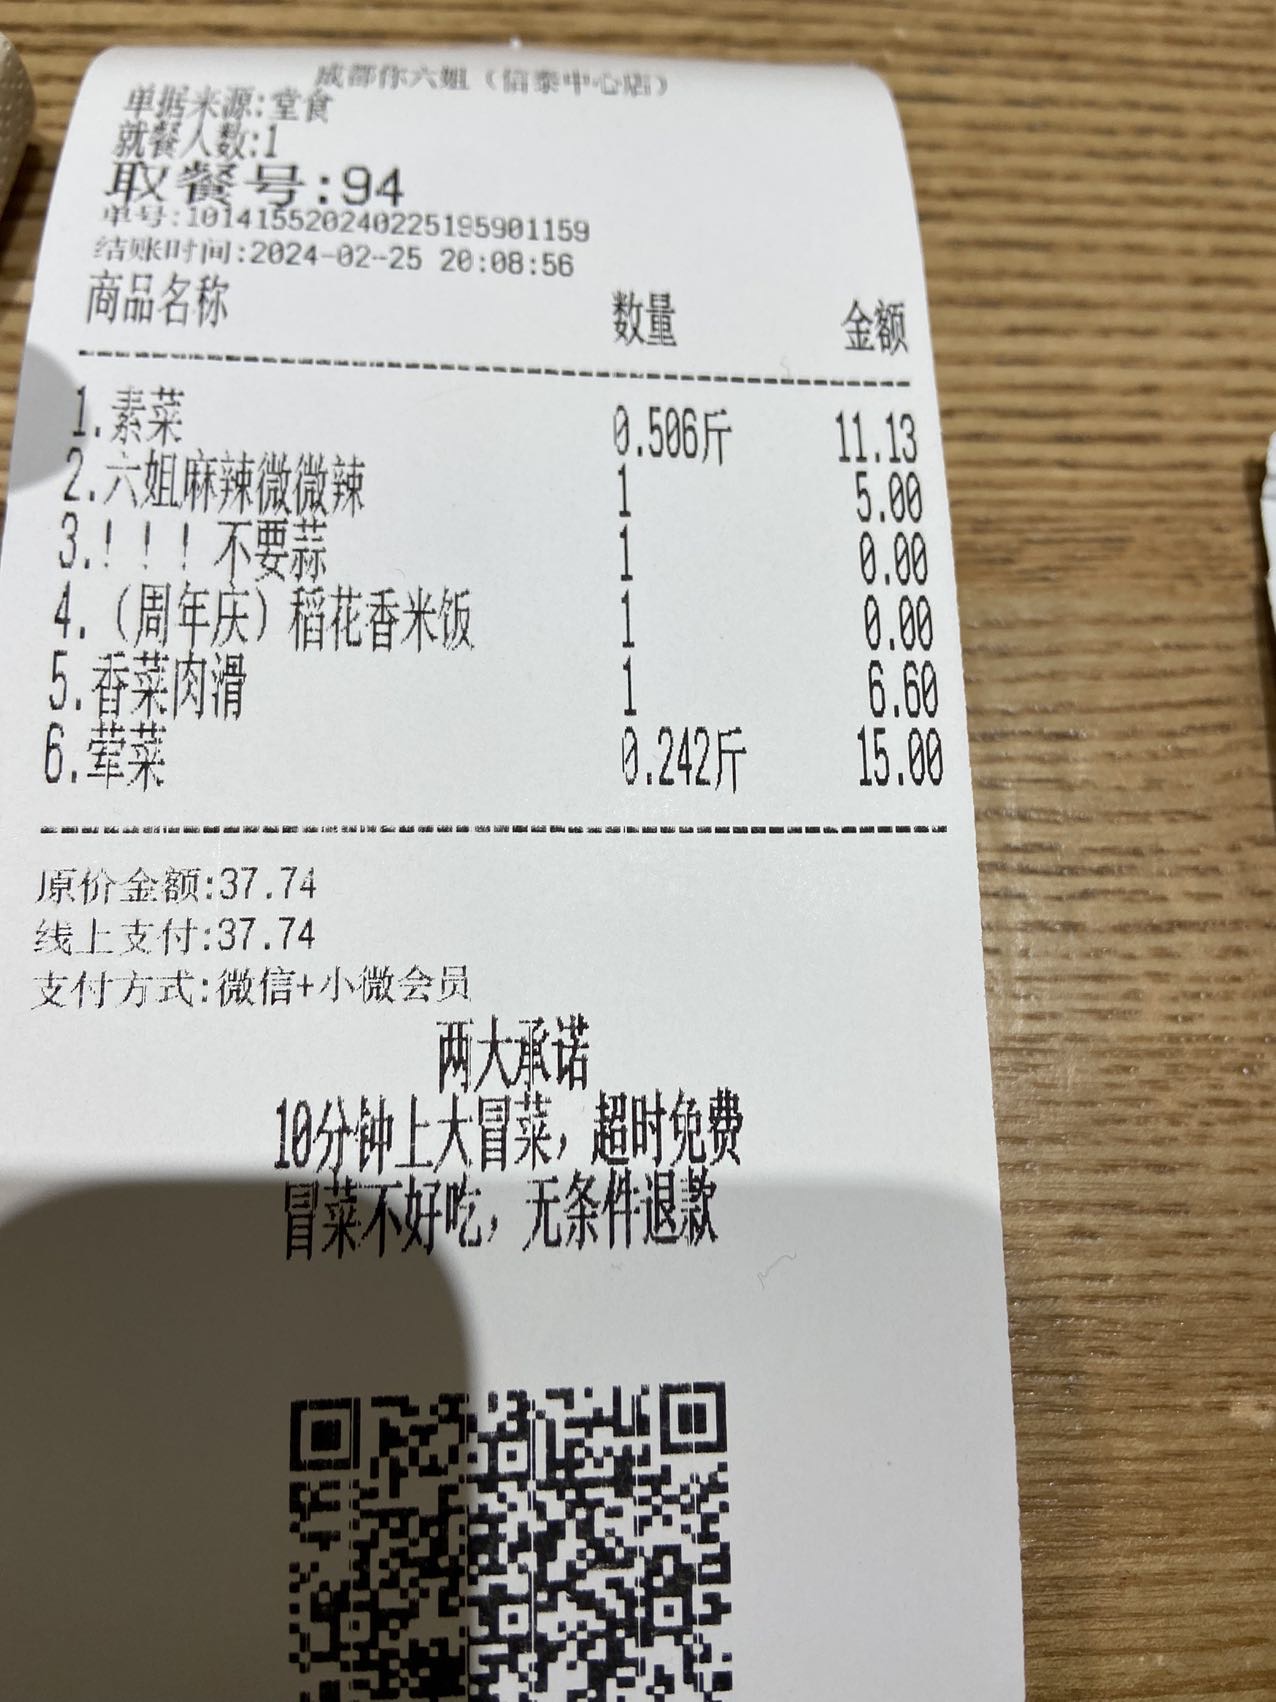 成都你六姐（信泰中心店）
单据来源:堂食
就餐人数:1
取餐号:94
单号:10141552024022519590​1159
结账时间:2024-02-25 20:08:56
商品名称 数量 金额
1.素菜 0.506斤 11.13
2.六姐麻辣微微辣 1 5.00
3.！！！不要蒜 1 0.00
4.（周年庆）稻花香米饭 1 0.00
5.香菜肉滑 1 6.60
6.荤菜 0.242斤 15.00
原价金额:37.74
线上支付:37.74
支付方式:微信+小微会员
两大承诺
10分钟上大冒菜，超时免费
冒菜不好吃，无条件退款